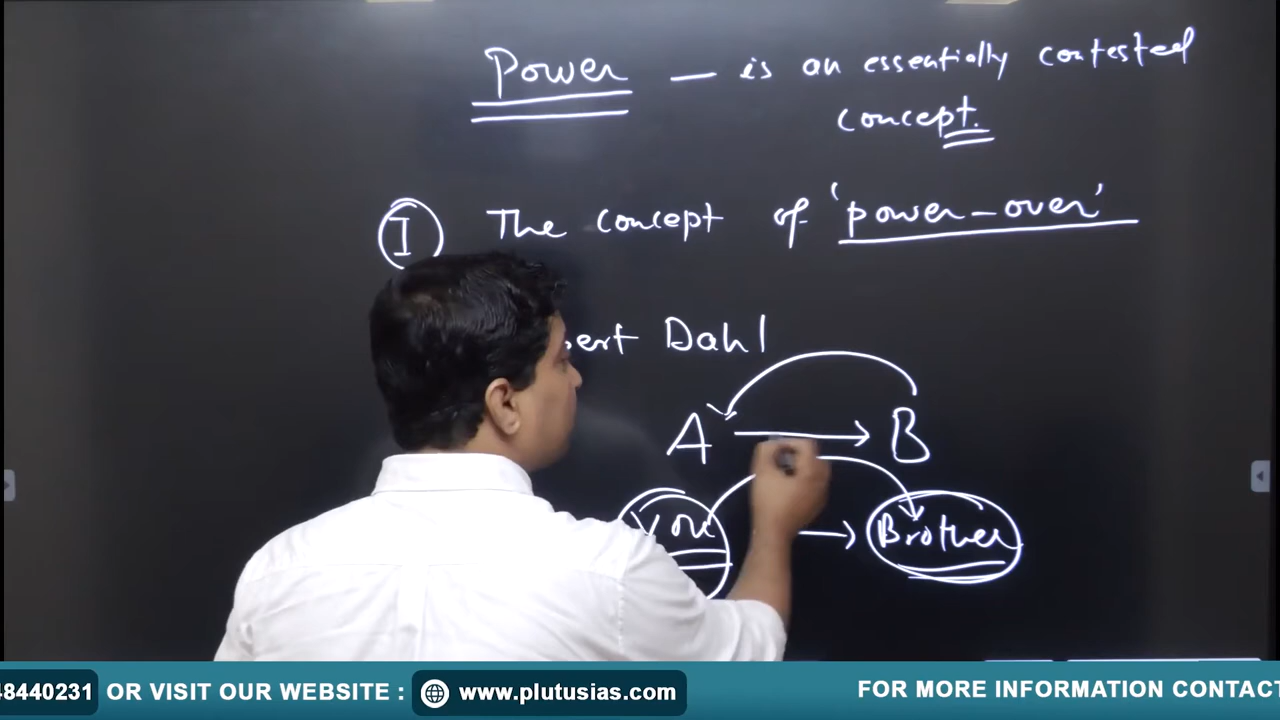 Power — is an essentially contested
concept.
I The concept of 'power-over'
Dahl
A → B
You → Brother
48440231 OR VISIT OUR WEBSITE : www.plutusias.com FOR MORE INFORMATION CONTACT